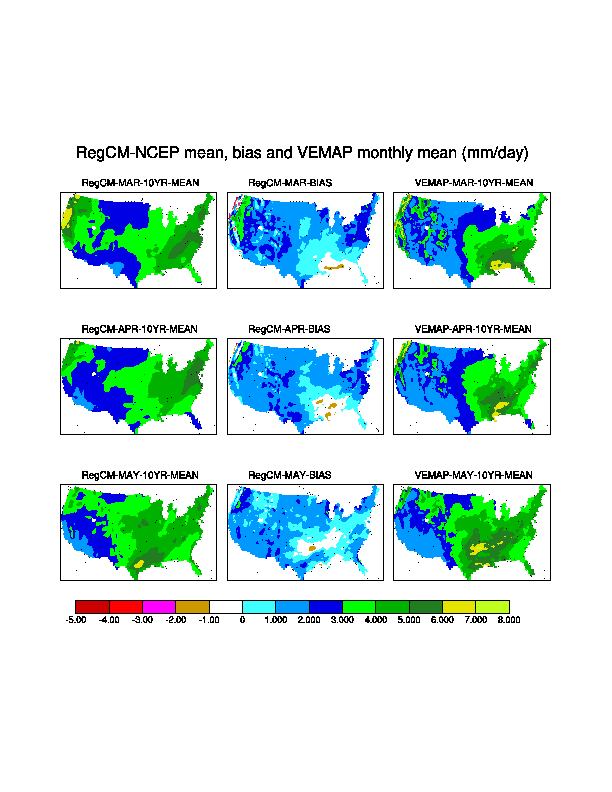 RegCM-NCEP mean, bias and VEMAP monthly mean (mm/day)
RegCM-MAR-10YR-MEAN RegCM-MAR-BIAS VEMAP-MAR-10YR-MEAN
RegCM-APR-10YR-MEAN RegCM-APR-BIAS VEMAP-APR-10YR-MEAN
RegCM-MAY-10YR-MEAN RegCM-MAY-BIAS VEMAP-MAY-10YR-MEAN
-5.00 -4.00 -3.00 -2.00 -1.00 0 1.000 2.000 3.000 4.000 5.000 6.000 7.000 8.000